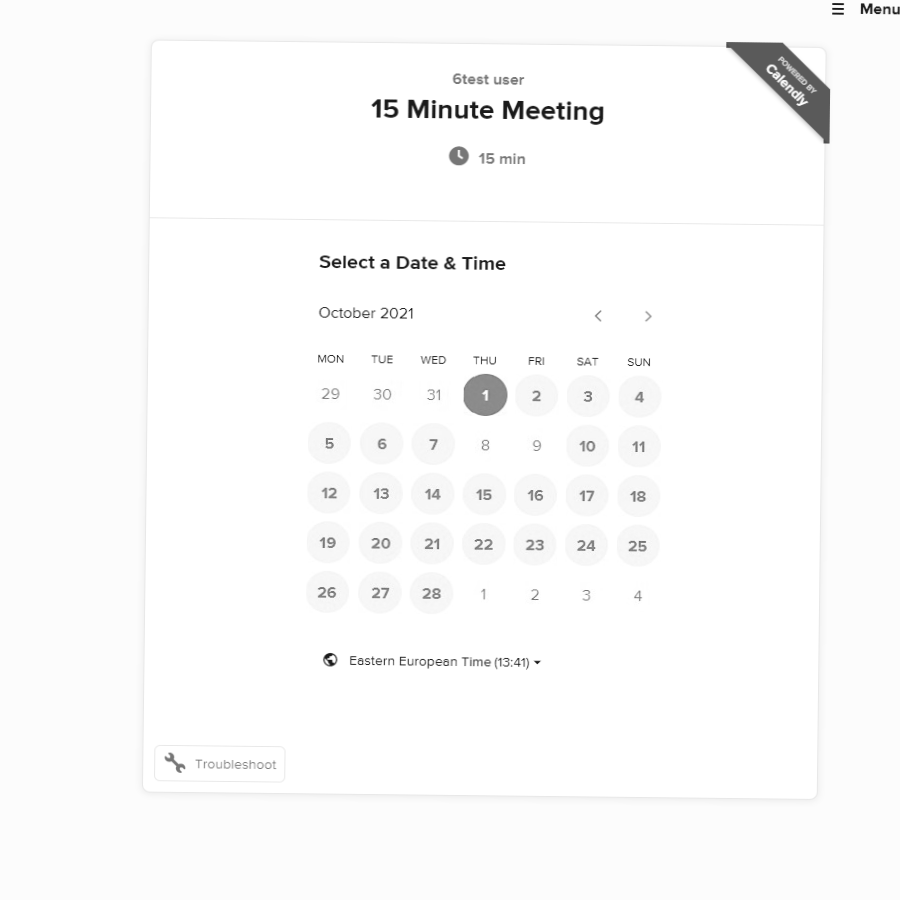 ☰ Menu
POWERED BY
Calendly
6test user
15 Minute Meeting
15 min
Select a Date & Time
October 2021
MON TUE WED THU FRI SAT SUN
29 30 31 1 2 3 4
5 6 7 8 9 10 11
12 13 14 15 16 17 18
19 20 21 22 23 24 25
26 27 28 1 2 3 4
Eastern European Time (13:41)
Troubleshoot